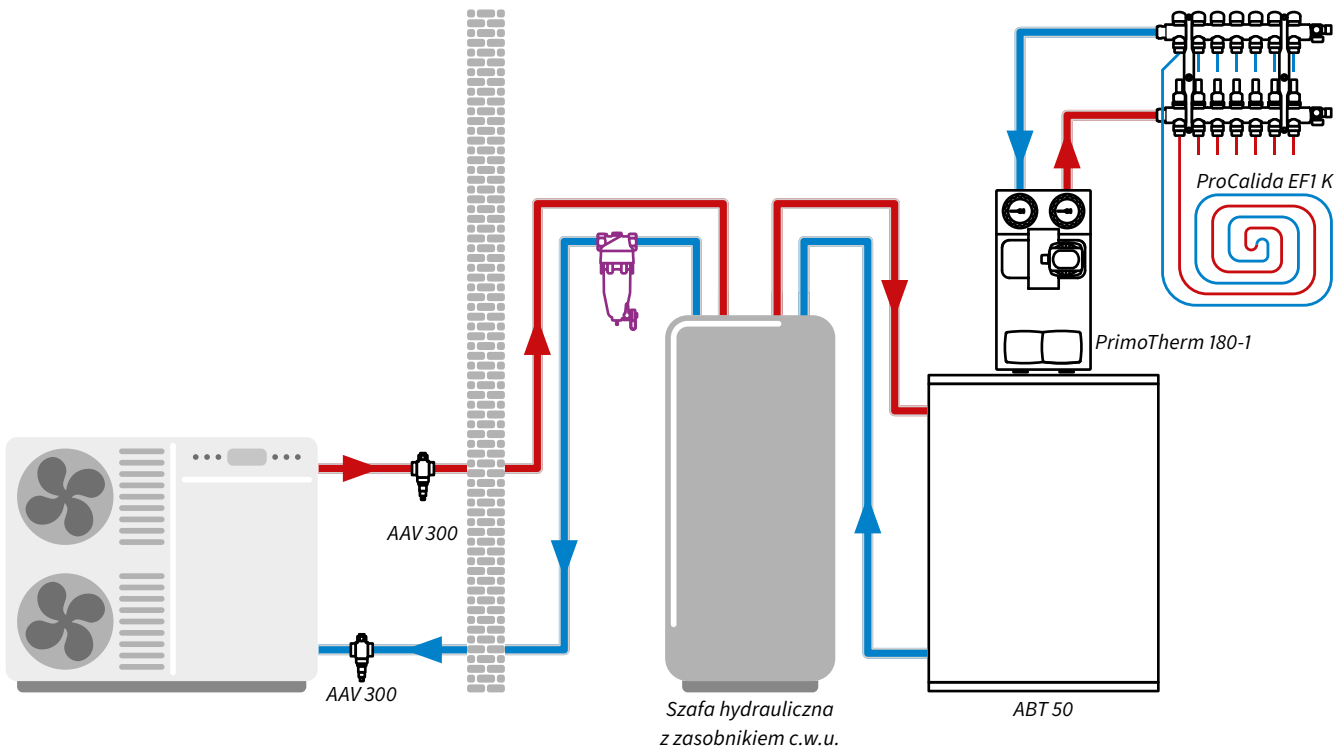 ProCalida EF1 K
PrimoTherm 180-1
AAV 300
AAV 300
Szafa hydrauliczna
z zasobnikiem c.w.u.
ABT 50